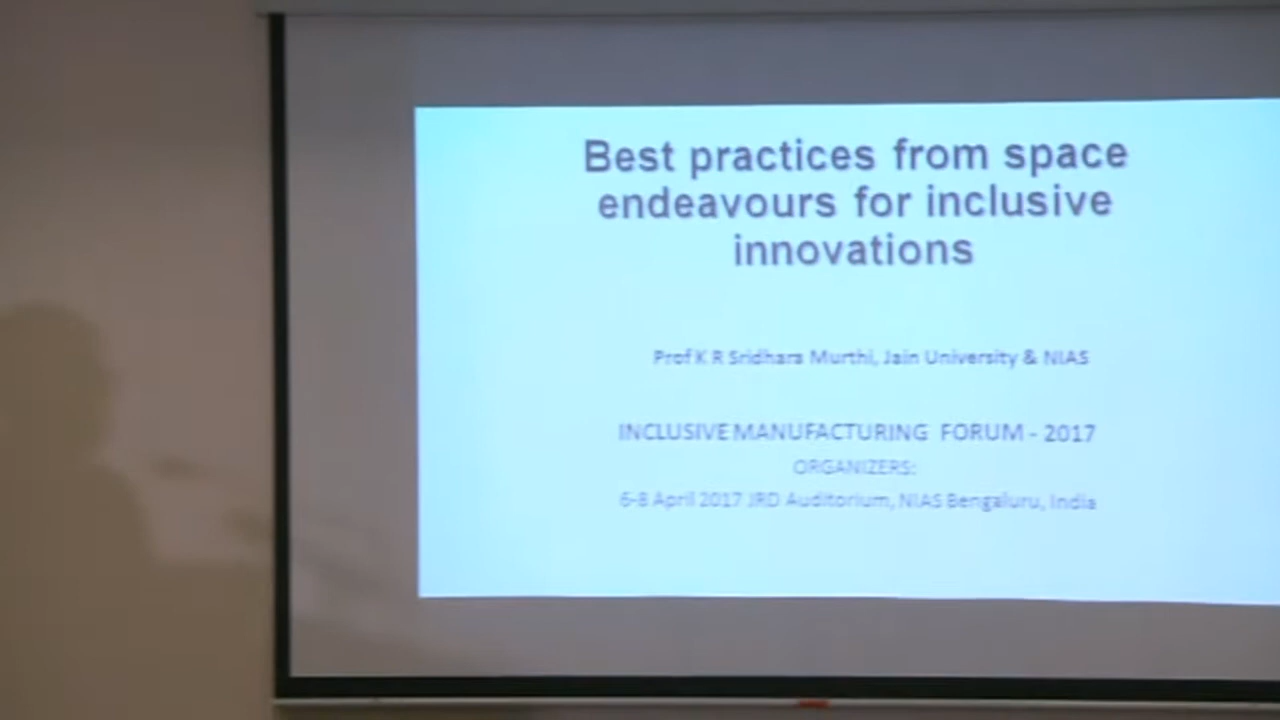 Best practices from space
endeavours for inclusive
innovations
Prof K R Sridhara Murthi, Jain University & NIAS
INCLUSIVE MANUFACTURING FORUM - 2017
ORGANIZERS:
6-8 April 2017 JRD Auditorium, NIAS Bengaluru, India